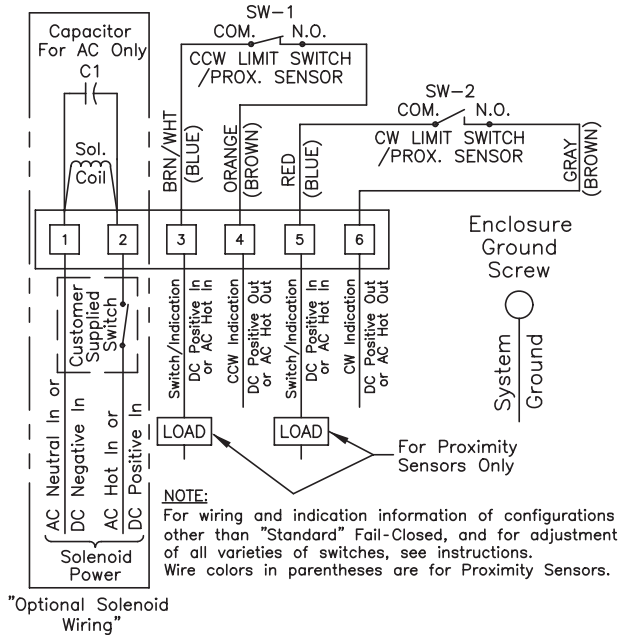 Capacitor
For AC Only
C1
Sol.
Coil
SW-1
COM.
N.O.
CCW LIMIT SWITCH
/PROX. SENSOR
SW-2
COM.
N.O.
CW LIMIT SWITCH
/PROX. SENSOR
BRN/WHT
(BLUE)
ORANGE
(BROWN)
RED
(BLUE)
GRAY
(BROWN)
1
2
3
4
5
6
Enclosure
Ground
Screw
System
Ground
Customer
Supplied
Switch
Switch/Indication
DC Positive In
or AC Hot In
CCW Indication
DC Positive Out
or AC Hot Out
Switch/Indication
DC Positive In
or AC Hot In
CW Indication
DC Positive Out
or AC Hot Out
LOAD
LOAD
For Proximity
Sensors Only
AC Neutral In or
DC Negative In
AC Hot In or
DC Positive In
Solenoid
Power
"Optional Solenoid
Wiring"
NOTE:
For wiring and indication information of configurations
other than "Standard" Fail-Closed, and for adjustment
of all varieties of switches, see instructions.
Wire colors in parentheses are for Proximity Sensors.